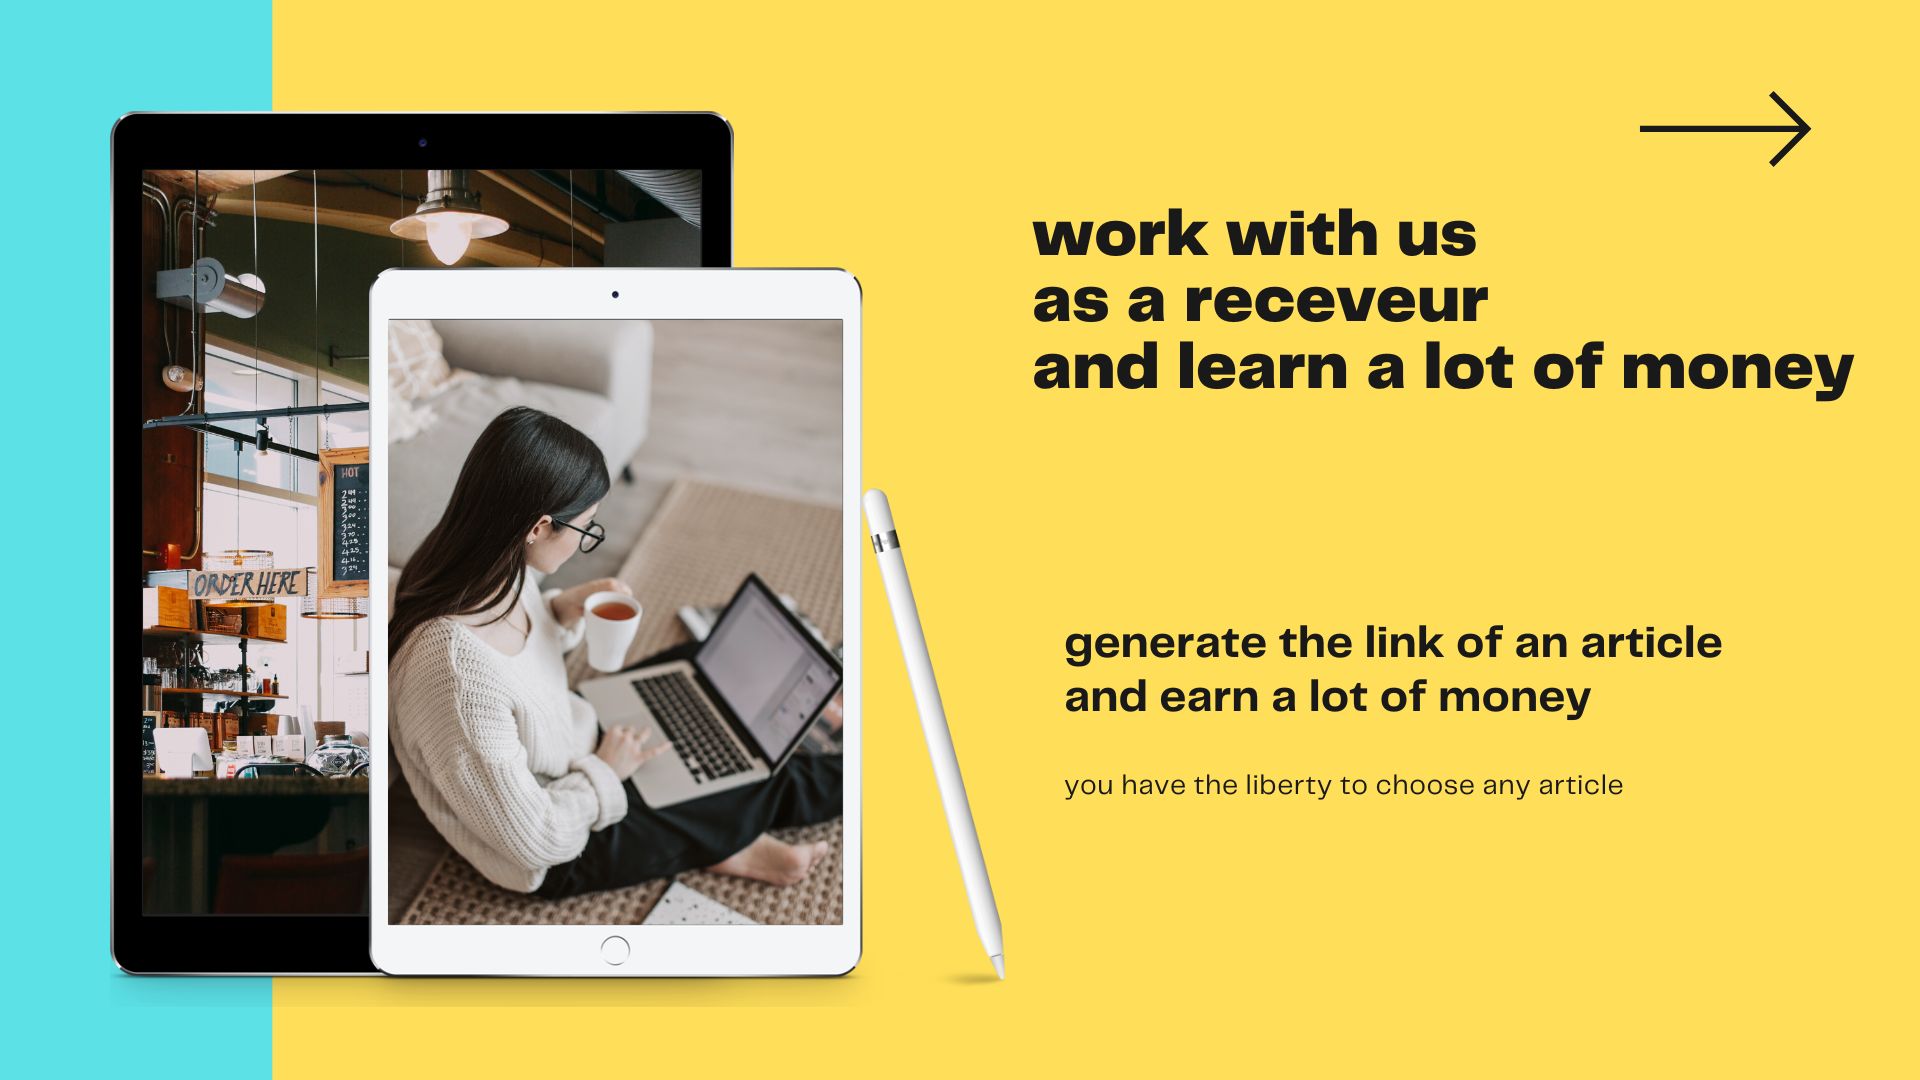 work with us
as a receveur
and learn a lot of money
generate the link of an article
and earn a lot of money
you have the liberty to choose any article
HOT
ORDER HERE